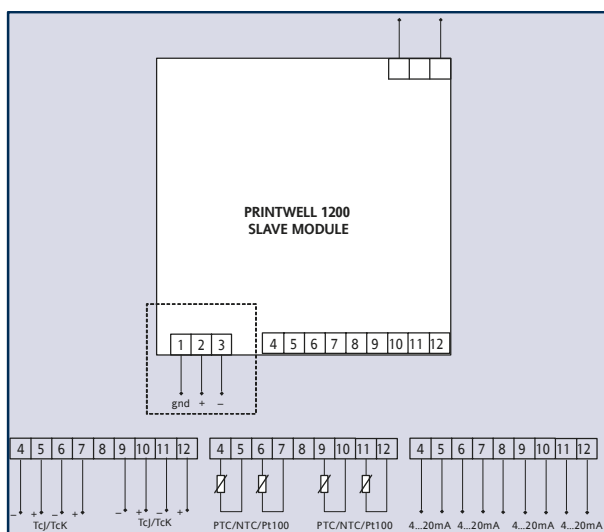 PRINTWELL 1200
SLAVE MODULE
1 2 3 4 5 6 7 8 9 10 11 12
gnd + −
4 5 6 7 8 9 10 11 12 4 5 6 7 8 9 10 11 12 4 5 6 7 8 9 10 11 12
− + − + − + − +
TcJ/TcK TcJ/TcK PTC/NTC/Pt100 PTC/NTC/Pt100 4...20mA 4...20mA 4...20mA 4...20mA